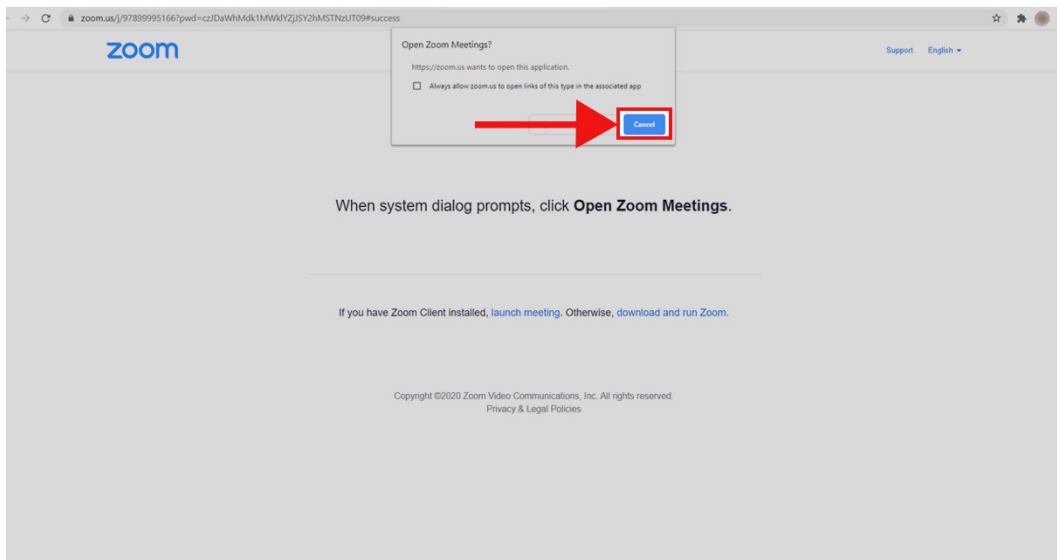 zoom.us/j/97899995166?pwd=czJDaWhMdk1MWklYZjJSY2hMSTNzUT09#success
zoom
Support English
Open Zoom Meetings?
https://zoom.us wants to open this application.
Always allow zoom.us to open links of this type in the associated app
Cancel
When system dialog prompts, click Open Zoom Meetings.
If you have Zoom Client installed, launch meeting. Otherwise, download and run Zoom.
Copyright ©2020 Zoom Video Communications, Inc. All rights reserved.
Privacy & Legal Policies